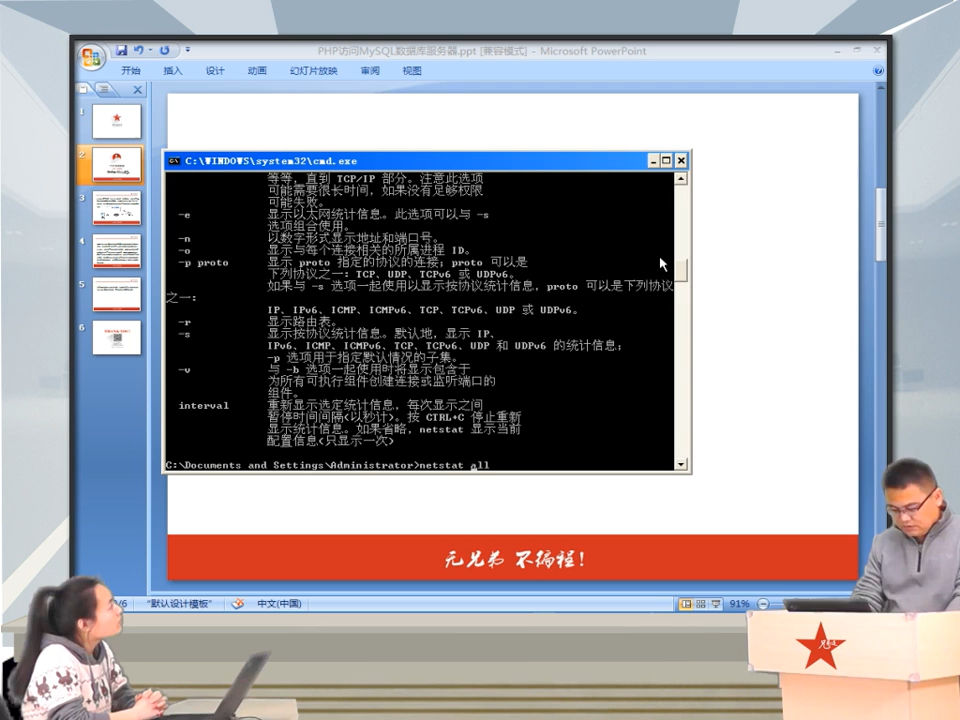 PHP访问MySQL数据库服务器.ppt [兼容模式] - Microsoft PowerPoint
开始 插入 设计 动画 幻灯片放映 审阅 视图
1
2
3
4
5
6
C:\WINDOWS\system32\cmd.exe
等等，直到 TCP/IP 部分。注意此选项
可能需要很长时间，如果没有足够权限
可能失败。
-e 显示以太网统计信息。此选项可以与 -s
选项组合使用。
-n 以数字形式显示地址和端口号。
-o 显示与每个连接相关的所属进程 ID。
-p proto 显示 proto 指定的协议的连接；proto 可以是
下列协议之一: TCP、UDP、TCPv6 或 UDPv6。
如果与 -s 选项一起使用以显示按协议统计信息，proto 可以是下列协议
之一:
IP、IPv6、ICMP、ICMPv6、TCP、TCPv6、UDP 或 UDPv6。
-r 显示路由表。
-s 显示按协议统计信息。默认地，显示 IP、
IPv6、ICMP、ICMPv6、TCP、TCPv6、UDP 和 UDPv6 的统计信息；
-p 选项用于指定默认情况的子集。
-v 与 -b 选项一起使用时将显示包含于
为所有可执行组件创建连接或监听端口的
组件。
interval 重新显示选定统计信息，每次显示之间
暂停时间间隔(以秒计)。按 CTRL+C 停止重新
显示统计信息。如果省略，netstat 显示当前
配置信息(只显示一次)
C:\Documents and Settings\Administrator>netstat all
无兄弟 不编程!
/6 "默认设计模板" 中文(中国) 91%